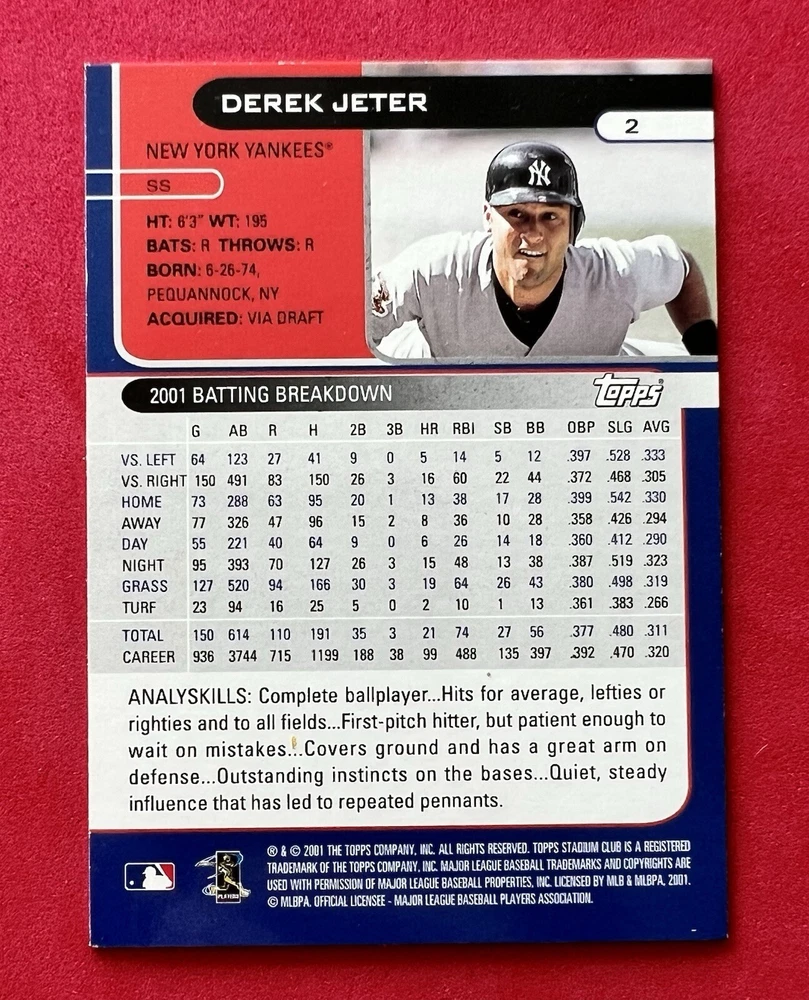 DEREK JETER
2
NEW YORK YANKEES®
SS
HT: 6'3" WT: 195
BATS: R THROWS: R
BORN: 6-26-74,
PEQUANNOCK, NY
ACQUIRED: VIA DRAFT
NY
2001 BATTING BREAKDOWN
topps®
G AB R H 2B 3B HR RBI SB BB OBP SLG AVG
VS. LEFT 64 123 27 41 9 0 5 14 5 12 .397 .528 .333
VS. RIGHT 150 491 83 150 26 3 16 60 22 44 .372 .468 .305
HOME 73 288 63 95 20 1 13 38 17 28 .399 .542 .330
AWAY 77 326 47 96 15 2 8 36 10 28 .358 .426 .294
DAY 55 221 40 64 9 0 6 26 14 18 .360 .412 .290
NIGHT 95 393 70 127 26 3 15 48 13 38 .387 .519 .323
GRASS 127 520 94 166 30 3 19 64 26 43 .380 .498 .319
TURF 23 94 16 25 5 0 2 10 1 13 .361 .383 .266
TOTAL 150 614 110 191 35 3 21 74 27 56 .377 .480 .311
CAREER 936 3744 715 1199 188 38 99 488 135 397 .392 .470 .320
ANALYSKILLS: Complete ballplayer...Hits for average, lefties or
righties and to all fields...First-pitch hitter, but patient enough to
wait on mistakes...Covers ground and has a great arm on
defense...Outstanding instincts on the bases...Quiet, steady
influence that has led to repeated pennants.
PLAYERS
® & © 2001 THE TOPPS COMPANY, INC. ALL RIGHTS RESERVED. TOPPS STADIUM CLUB IS A REGISTERED
TRADEMARK OF THE TOPPS COMPANY, INC. MAJOR LEAGUE BASEBALL TRADEMARKS AND COPYRIGHTS ARE
USED WITH PERMISSION OF MAJOR LEAGUE BASEBALL PROPERTIES, INC. LICENSED BY MLB & MLBPA, 2001.
© MLBPA. OFFICIAL LICENSEE - MAJOR LEAGUE BASEBALL PLAYERS ASSOCIATION.